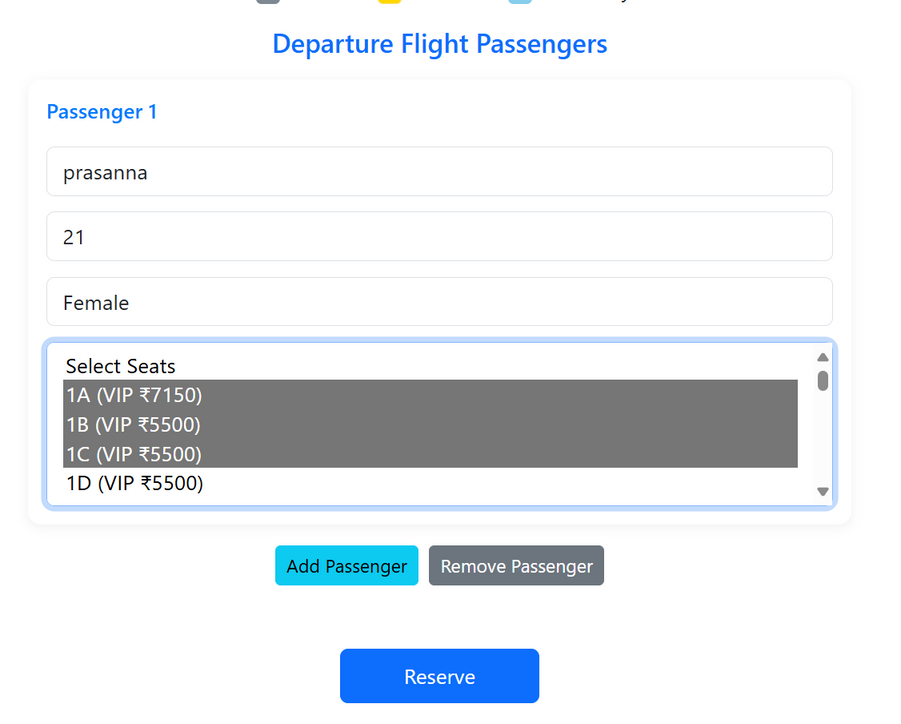 Departure Flight Passengers
Passenger 1
prasanna
21
Female
Select Seats
1A (VIP ₹7150)
1B (VIP ₹5500)
1C (VIP ₹5500)
1D (VIP ₹5500)
Add Passenger Remove Passenger
Reserve